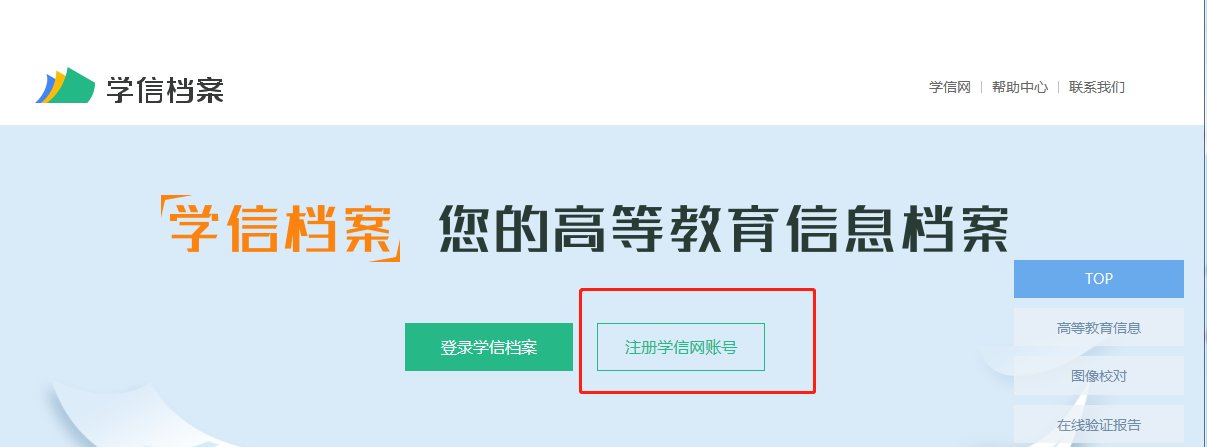 学信档案
学信网 | 帮助中心 | 联系我们
学信档案 您的高等教育信息档案
TOP
高等教育信息
登录学信档案 注册学信网账号
图像校对
在线验证报告